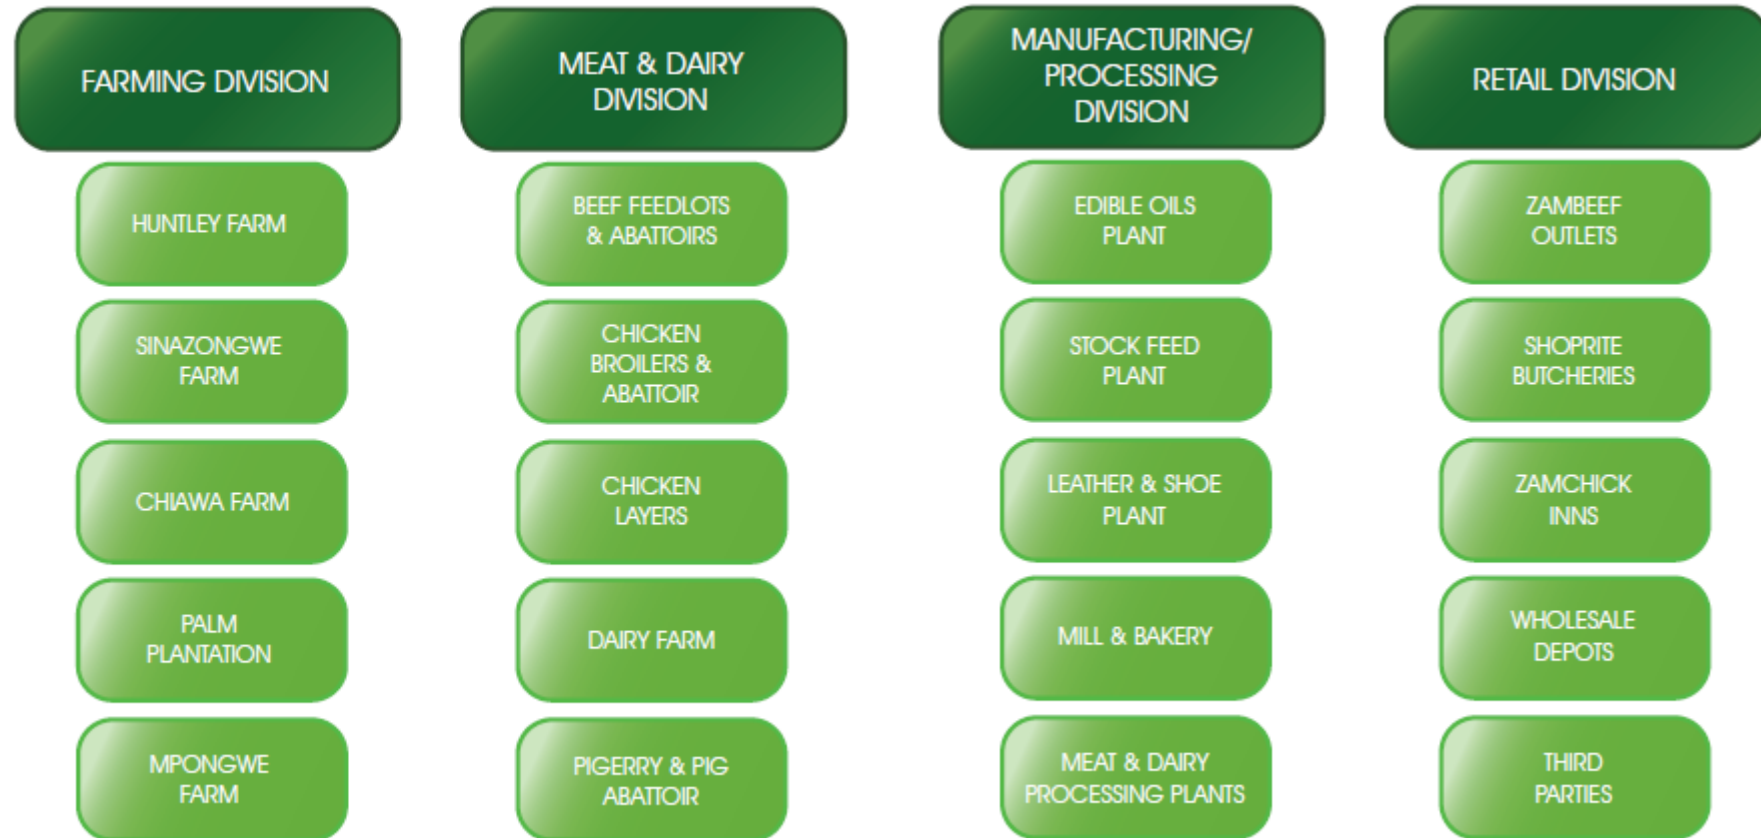 FARMING DIVISION
HUNTLEY FARM
SINAZONGWE
FARM
CHIAWA FARM
PALM
PLANTATION
MPONGWE
FARM
MEAT & DAIRY
DIVISION
BEEF FEEDLOTS
& ABATTOIRS
CHICKEN
BROILERS &
ABATTOIR
CHICKEN
LAYERS
DAIRY FARM
PIGERRY & PIG
ABATTOIR
MANUFACTURING/
PROCESSING
DIVISION
EDIBLE OILS
PLANT
STOCK FEED
PLANT
LEATHER & SHOE
PLANT
MILL & BAKERY
MEAT & DAIRY
PROCESSING PLANTS
RETAIL DIVISION
ZAMBEEF
OUTLETS
SHOPRITE
BUTCHERIES
ZAMCHICK
INNS
WHOLESALE
DEPOTS
THIRD
PARTIES